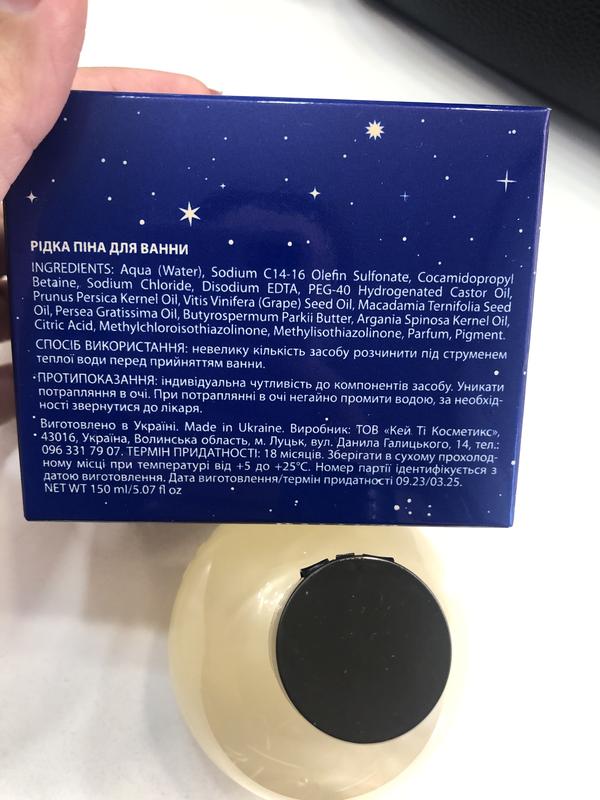 РІДКА ПІНА ДЛЯ ВАННИ
INGREDIENTS: Aqua (Water), Sodium C14-16 Olefin Sulfonate, Cocamidopropyl
Betaine, Sodium Chloride, Disodium EDTA, PEG-40 Hydrogenated Castor Oil,
Prunus Persica Kernel Oil, Vitis Vinifera (Grape) Seed Oil, Macadamia Ternifolia Seed
Oil, Persea Gratissima Oil, Butyrospermum Parkii Butter, Argania Spinosa Kernel Oil,
Citric Acid, Methylchloroisothiazolinone, Methylisothiazolinone, Parfum, Pigment.
СПОСІБ ВИКОРИСТАННЯ: невелику кількість засобу розчинити під струменем
теплої води перед прийняттям ванни.
ПРОТИПОКАЗАННЯ: індивідуальна чутливість до компонентів засобу. Уникати
потрапляння в очі. При потраплянні в очі негайно промити водою, за необхід-
ності звернутися до лікаря.
Виготовлено в Україні. Made in Ukraine. Виробник: ТОВ «Кей Ті Косметикс»,
43016, Україна, Волинська область, м. Луцьк, вул. Данила Галицького, 14, тел.:
096 331 79 07. ТЕРМІН ПРИДАТНОСТІ: 18 місяців. Зберігати в сухому прохолод-
ному місці при температурі від +5 до +25°C. Номер партії ідентифікується з
датою виготовлення. Дата виготовлення/термін придатності 09.23/03.25.
NET WT 150 ml/5.07 fl oz